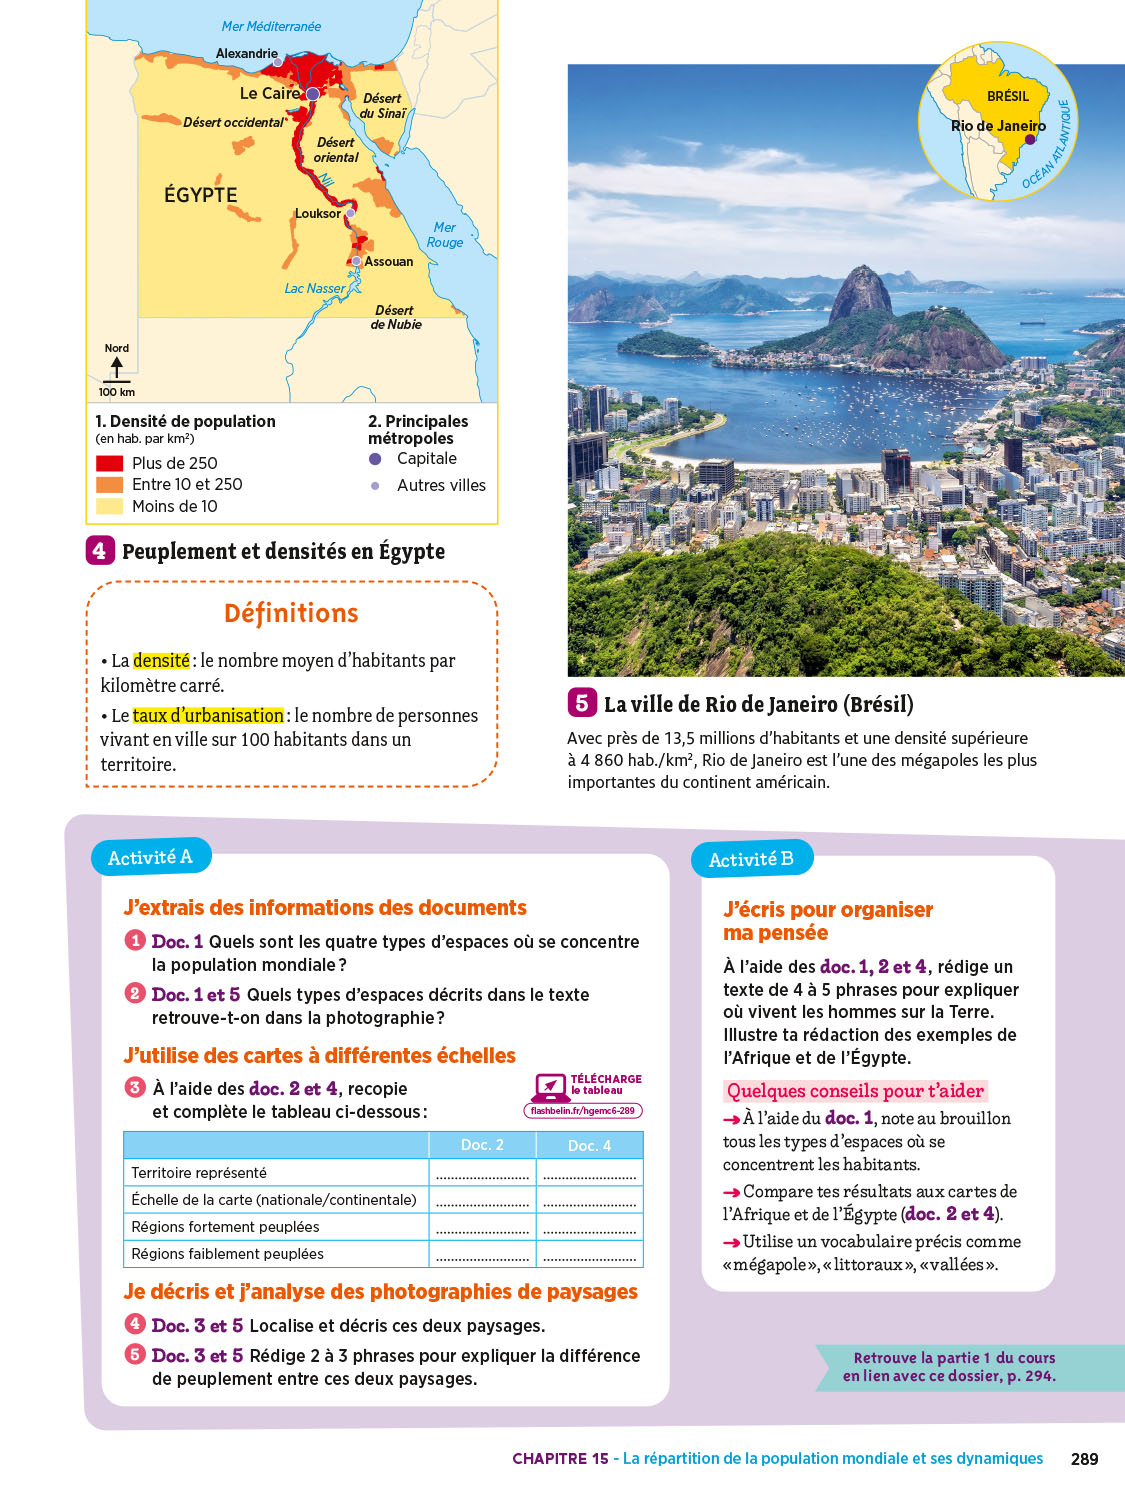 Mer Méditerranée
Alexandrie
Le Caire
Désert
du Sinaï
Désert occidental
Désert
oriental
Nil
ÉGYPTE
Louksor
Mer
Rouge
Assouan
Lac Nasser
Désert
de Nubie
Nord
100 km
1. Densité de population
(en hab. par km²)
Plus de 250
Entre 10 et 250
Moins de 10
2. Principales
métropoles
Capitale
Autres villes
4 Peuplement et densités en Égypte
Définitions
• La densité : le nombre moyen d'habitants par
kilomètre carré.
• Le taux d'urbanisation : le nombre de personnes
vivant en ville sur 100 habitants dans un
territoire.
BRÉSIL
Rio de Janeiro
OCÉAN ATLANTIQUE
5 La ville de Rio de Janeiro (Brésil)
Avec près de 13,5 millions d'habitants et une densité supérieure
à 4 860 hab./km², Rio de Janeiro est l'une des mégapoles les plus
importantes du continent américain.
Activité A
J'extrais des informations des documents
1 Doc. 1 Quels sont les quatre types d'espaces où se concentre
la population mondiale ?
2 Doc. 1 et 5 Quels types d'espaces décrits dans le texte
retrouve-t-on dans la photographie ?
J'utilise des cartes à différentes échelles
3 À l'aide des doc. 2 et 4, recopie
et complète le tableau ci-dessous :
TÉLÉCHARGE
le tableau
flashbelin.fr/hgemc6-289
Doc. 2 Doc. 4
Territoire représenté ......................... .........................
Échelle de la carte (nationale/continentale) ......................... .........................
Régions fortement peuplées ......................... .........................
Régions faiblement peuplées ......................... .........................
Je décris et j'analyse des photographies de paysages
4 Doc. 3 et 5 Localise et décris ces deux paysages.
5 Doc. 3 et 5 Rédige 2 à 3 phrases pour expliquer la différence
de peuplement entre ces deux paysages.
Activité B
J'écris pour organiser
ma pensée
À l'aide des doc. 1, 2 et 4, rédige un
texte de 4 à 5 phrases pour expliquer
où vivent les hommes sur la Terre.
Illustre ta rédaction des exemples de
l'Afrique et de l'Égypte.
Quelques conseils pour t'aider
→ À l'aide du doc. 1, note au brouillon
tous les types d'espaces où se
concentrent les habitants.
→ Compare tes résultats aux cartes de
l'Afrique et de l'Égypte (doc. 2 et 4).
→ Utilise un vocabulaire précis comme
« mégapole », « littoraux », « vallées ».
Retrouve la partie 1 du cours
en lien avec ce dossier, p. 294.
CHAPITRE 15 - La répartition de la population mondiale et ses dynamiques 289